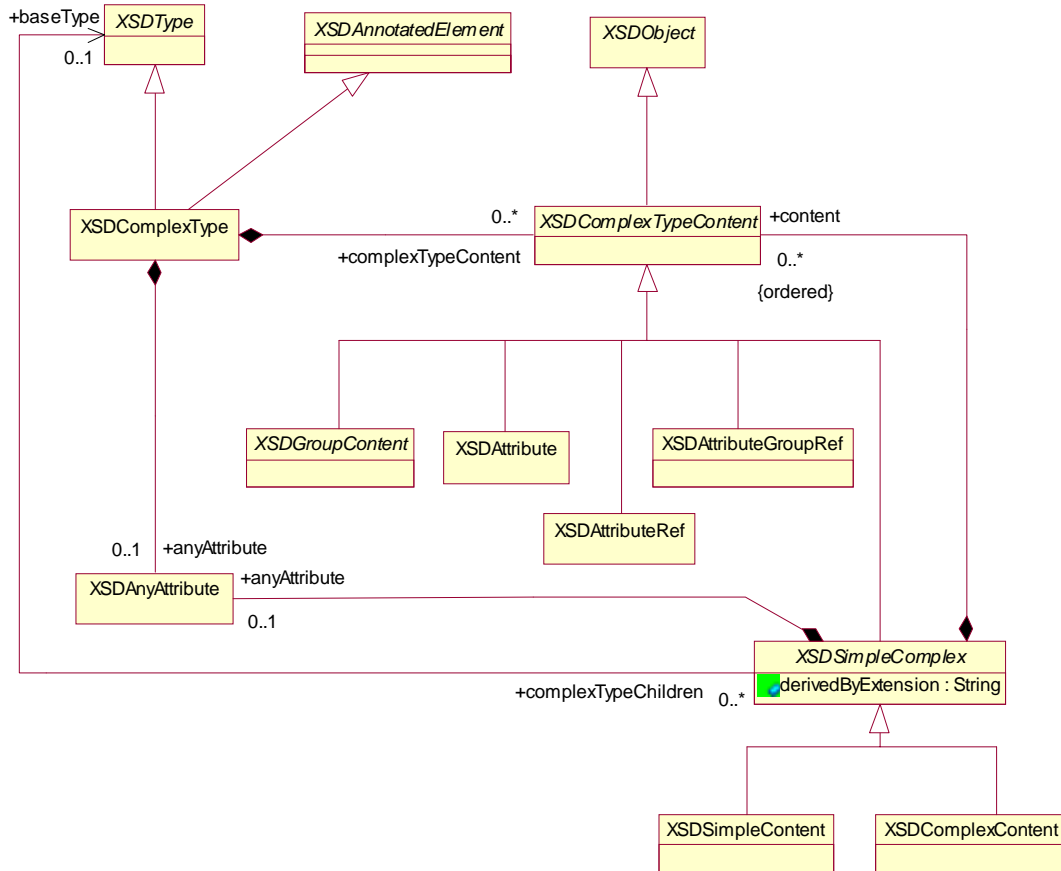 +baseType
XSDType
0..1
XSDAnnotatedElement
XSDObject
XSDComplexType
0..*
+complexTypeContent
XSDComplexTypeContent
+content
0..*
{ordered}
XSDGroupContent
XSDAttribute
XSDAttributeGroupRef
XSDAttributeRef
0..1
+anyAttribute
XSDAnyAttribute
+anyAttribute
0..1
XSDSimpleComplex
derivedByExtension : String
+complexTypeChildren
0..*
XSDSimpleContent
XSDComplexContent